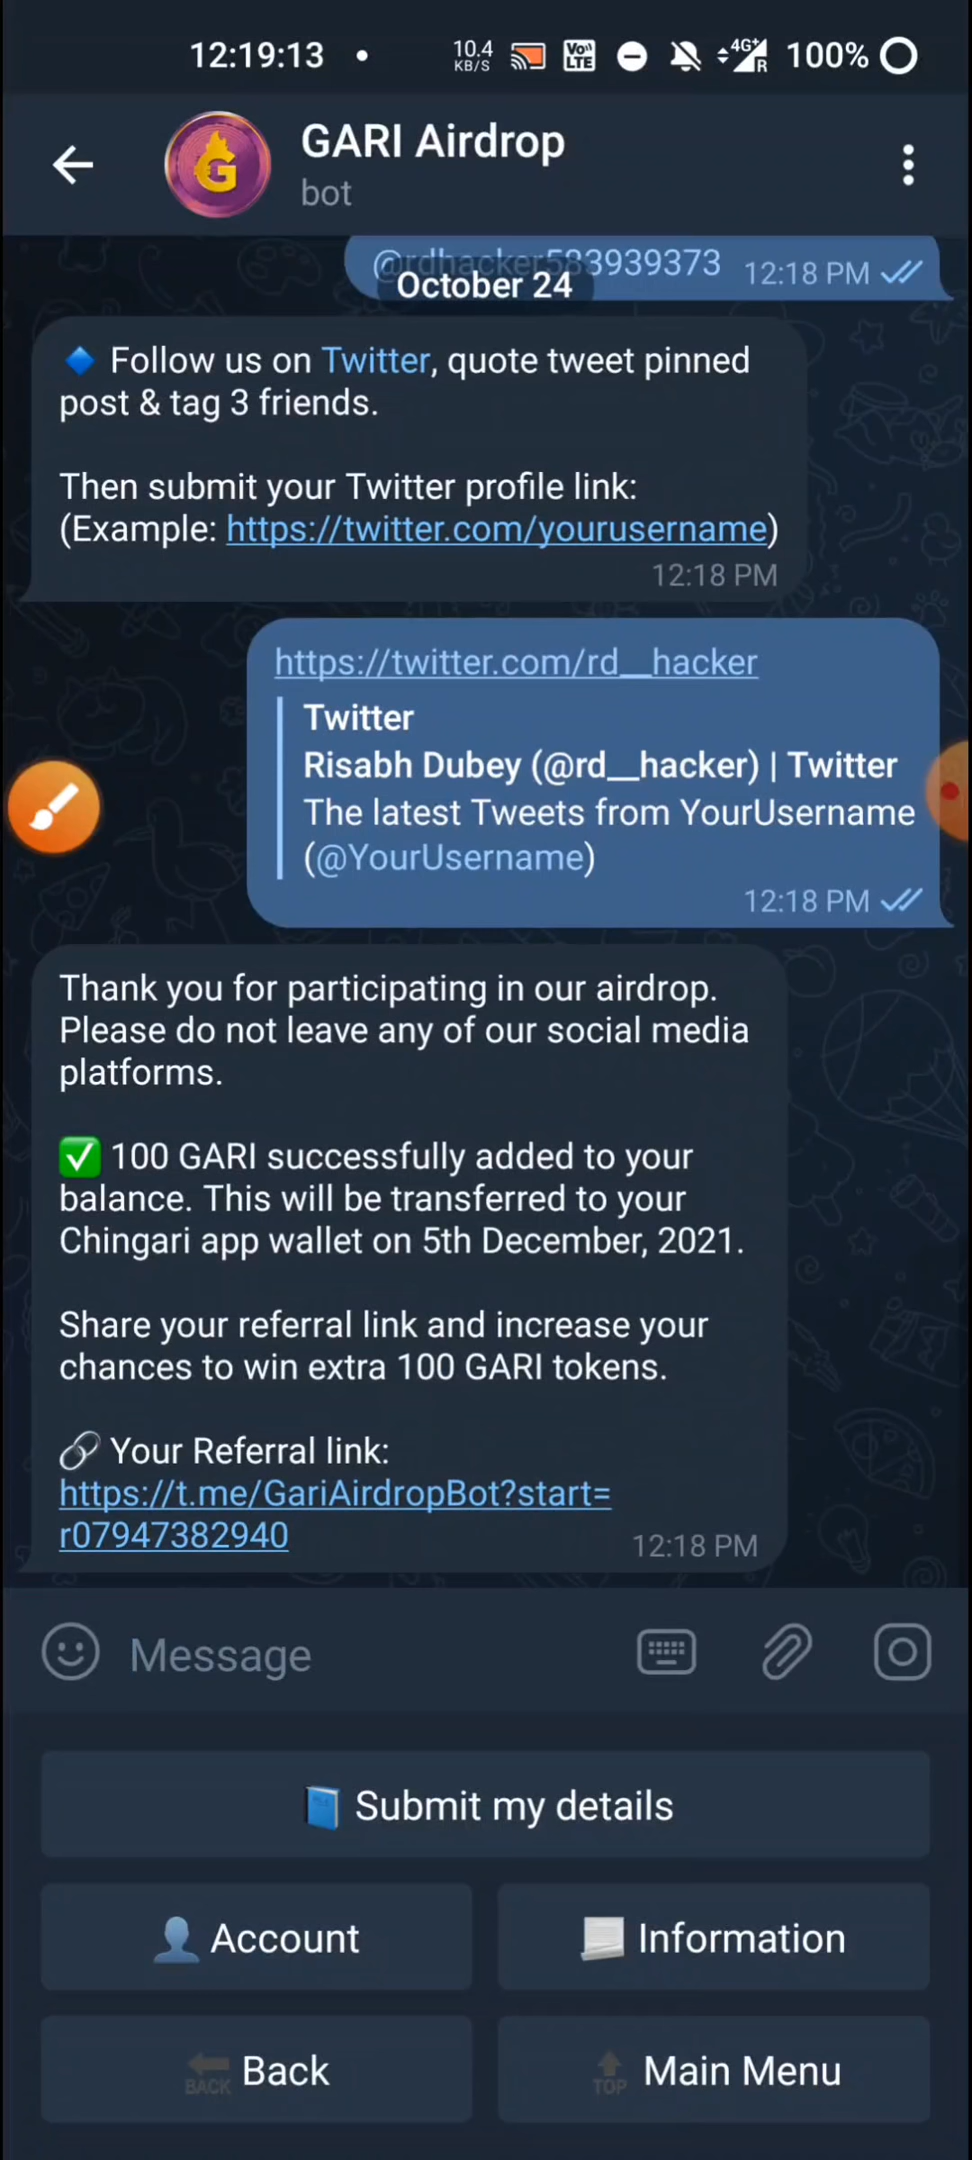 12:19:13
10.4
KB/S
Vo))
LTE
4G+
R
100%
GARI Airdrop
bot
@rdhacker583939373
12:18 PM
October 24
🔹 Follow us on Twitter, quote tweet pinned
post & tag 3 friends.
Then submit your Twitter profile link:
(Example: https://twitter.com/yourusername)
12:18 PM
https://twitter.com/rd__hacker
Twitter
Risabh Dubey (@rd__hacker) | Twitter
The latest Tweets from YourUsername
(@YourUsername)
12:18 PM
Thank you for participating in our airdrop.
Please do not leave any of our social media
platforms.
✅ 100 GARI successfully added to your
balance. This will be transferred to your
Chingari app wallet on 5th December, 2021.
Share your referral link and increase your
chances to win extra 100 GARI tokens.
🔗 Your Referral link:
https://t.me/GariAirdropBot?start=
r07947382940
12:18 PM
Message
📘 Submit my details
👤 Account
📃 Information
BACK Back
TOP Main Menu